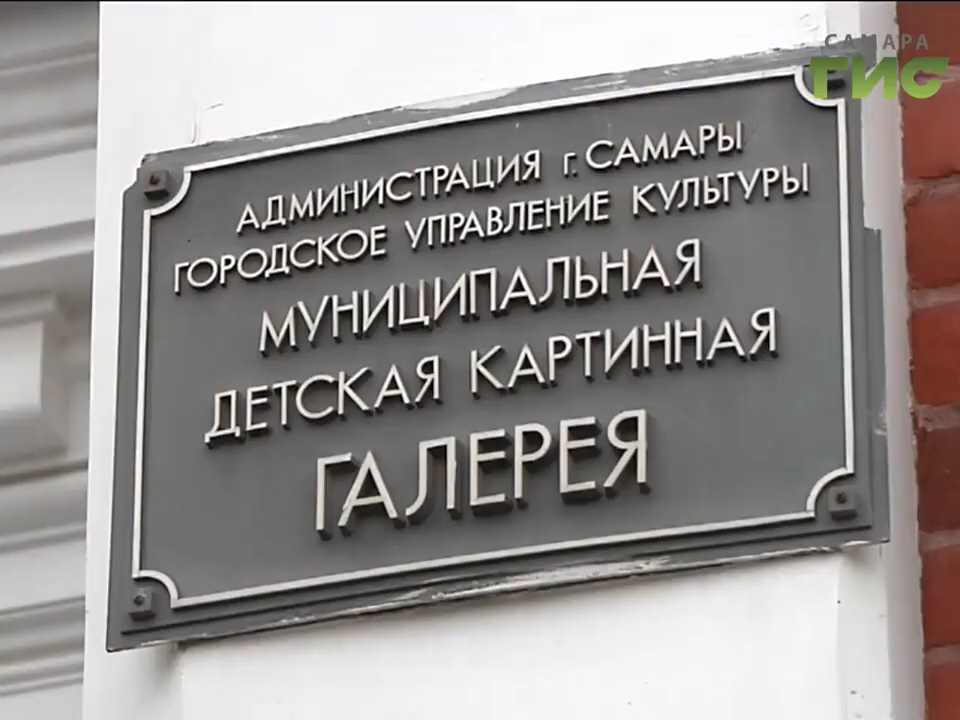 САМАРА
ГИС
АДМИНИСТРАЦИЯ г. САМАРЫ
ГОРОДСКОЕ УПРАВЛЕНИЕ КУЛЬТУРЫ
МУНИЦИПАЛЬНАЯ
ДЕТСКАЯ КАРТИННАЯ
ГАЛЕРЕЯ